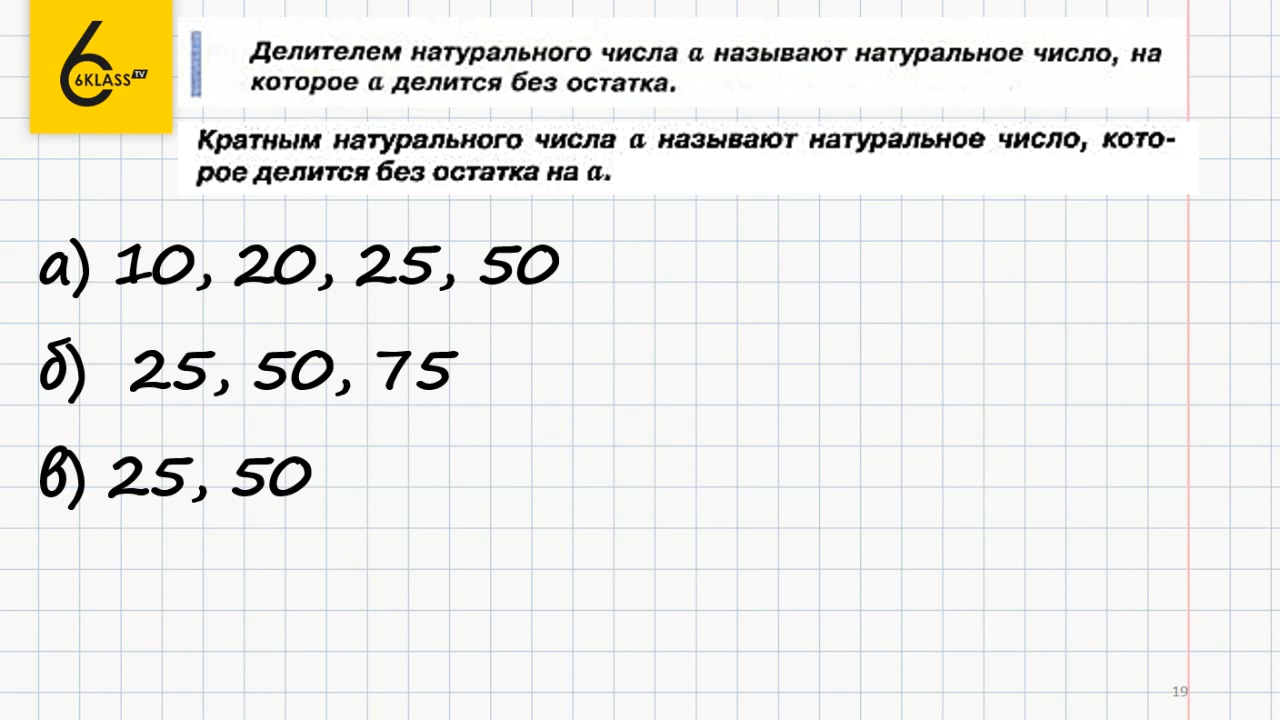 6
6KLASS TV
Делителем натурального числа a называют натуральное число, на
которое a делится без остатка.
Кратным натурального числа a называют натуральное число, кото-
рое делится без остатка на a.
а) 10, 20, 25, 50
б) 25, 50, 75
в) 25, 50
19